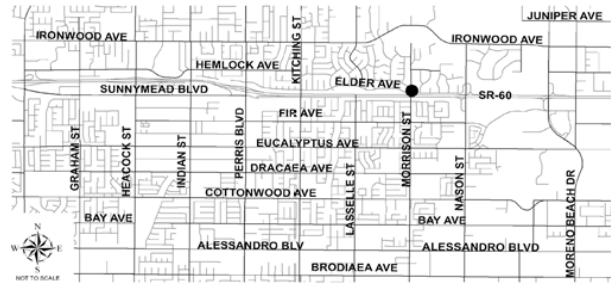 JUNIPER AVE
IRONWOOD AVE
IRONWOOD AVE
HEMLOCK AVE
KITCHING ST
ELDER AVE
SUNNYMEAD BLVD
SR-60
FIR AVE
EUCALYPTUS AVE
DRACAEA AVE
COTTONWOOD AVE
GRAHAM ST
HEACOCK ST
INDIAN ST
PERRIS BLVD
LASSELLE ST
MORRISON ST
NASON ST
MORENO BEACH DR
BAY AVE
BAY AVE
ALESSANDRO BLV
ALESSANDRO BLVD
BRODIAEA AVE
N
W
E
S
NOT TO SCALE